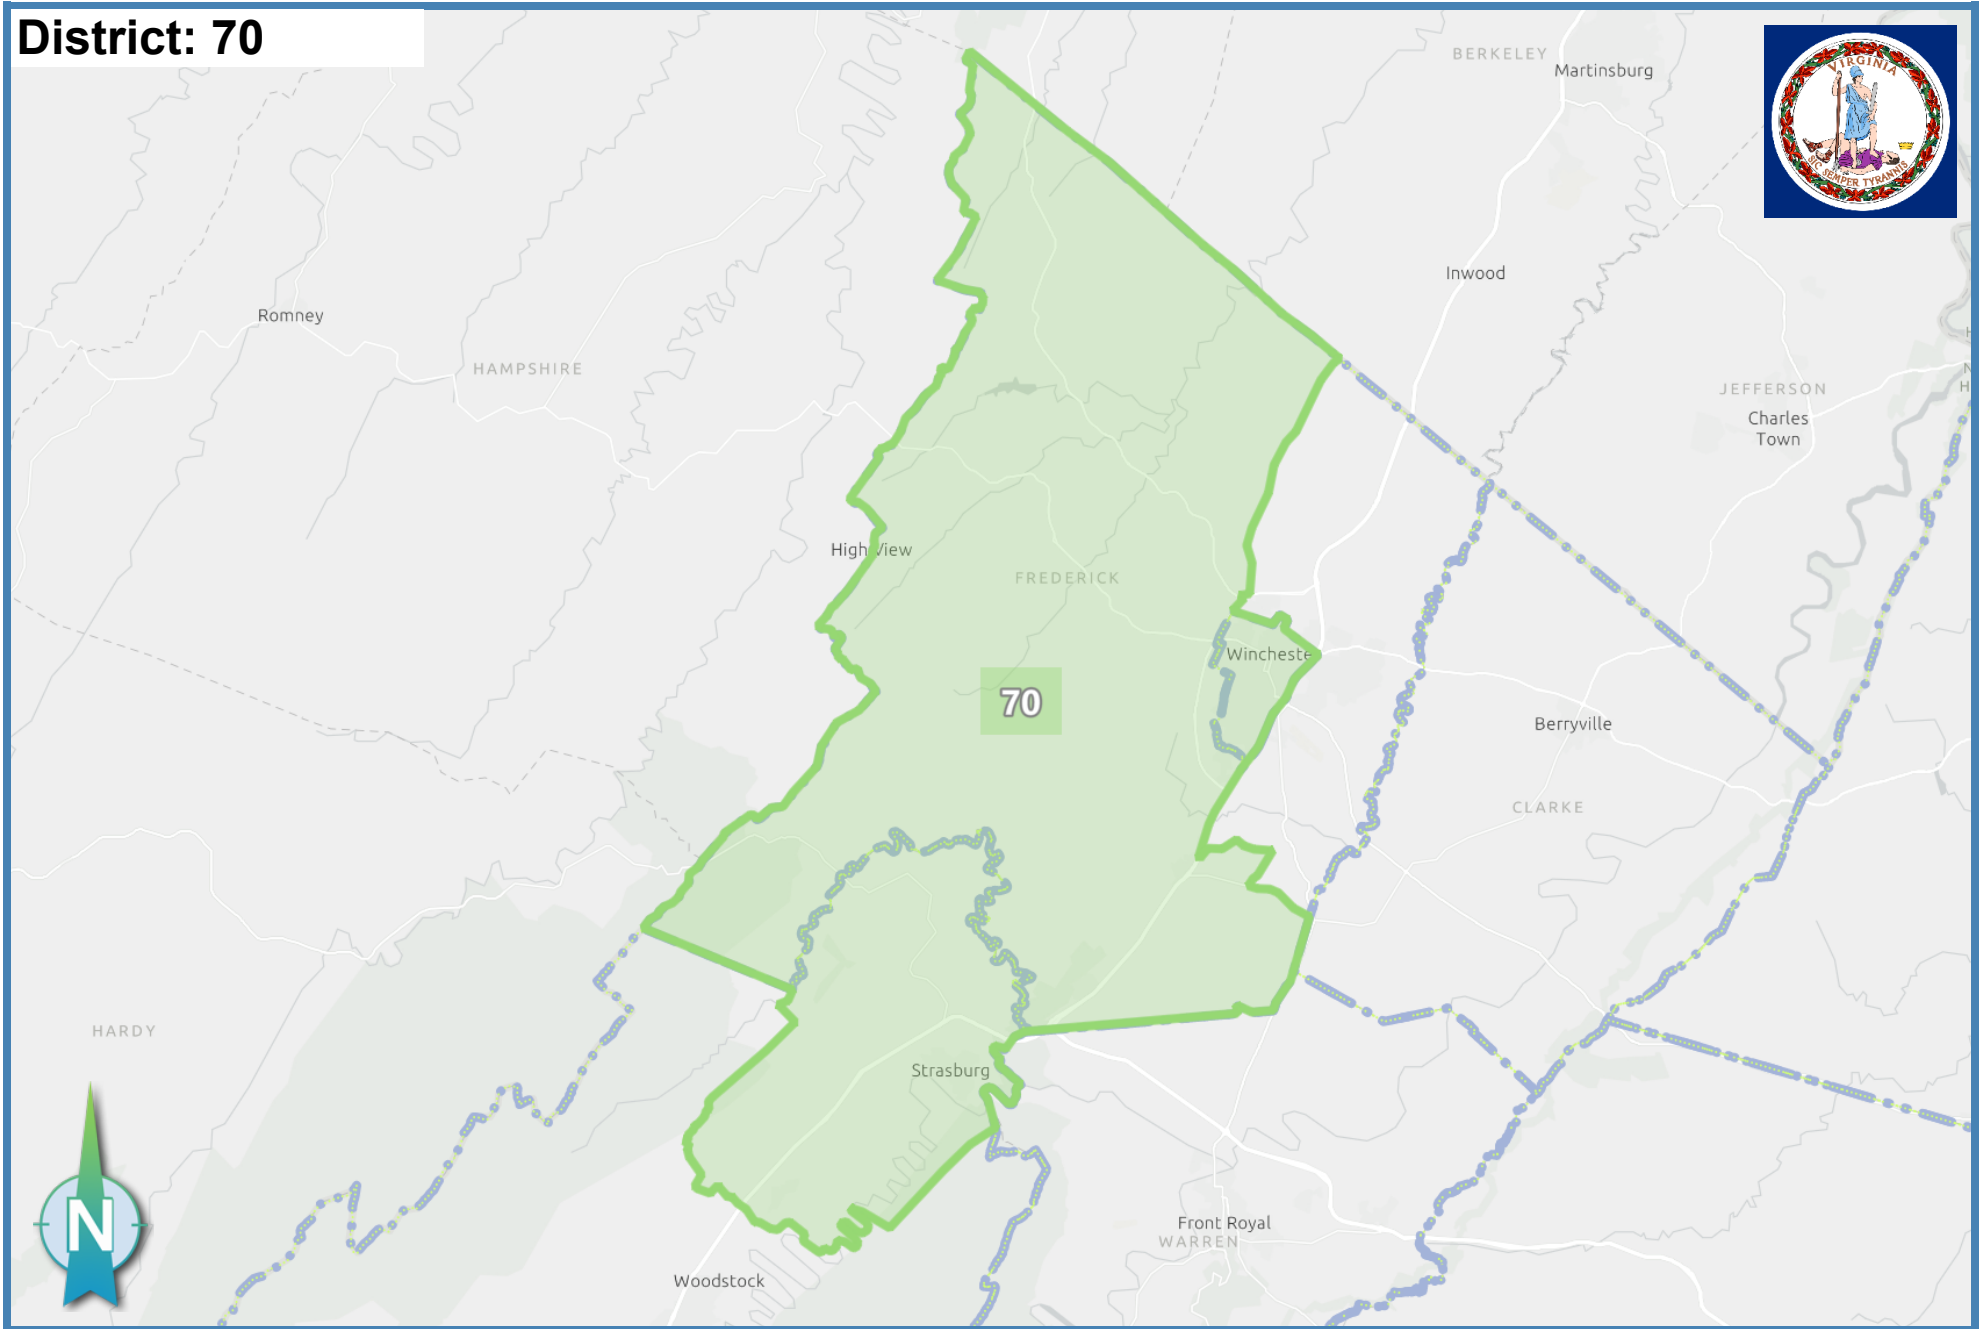 District: 70
BERKELEY
Martinsburg
VIRGINIA
SIC SEMPER TYRANNIS
Inwood
Romney
HAMPSHIRE
JEFFERSON
Charles
Town
High View
FREDERICK
Wincheste
70
Berryville
CLARKE
HARDY
Strasburg
N
Front Royal
WARREN
Woodstock